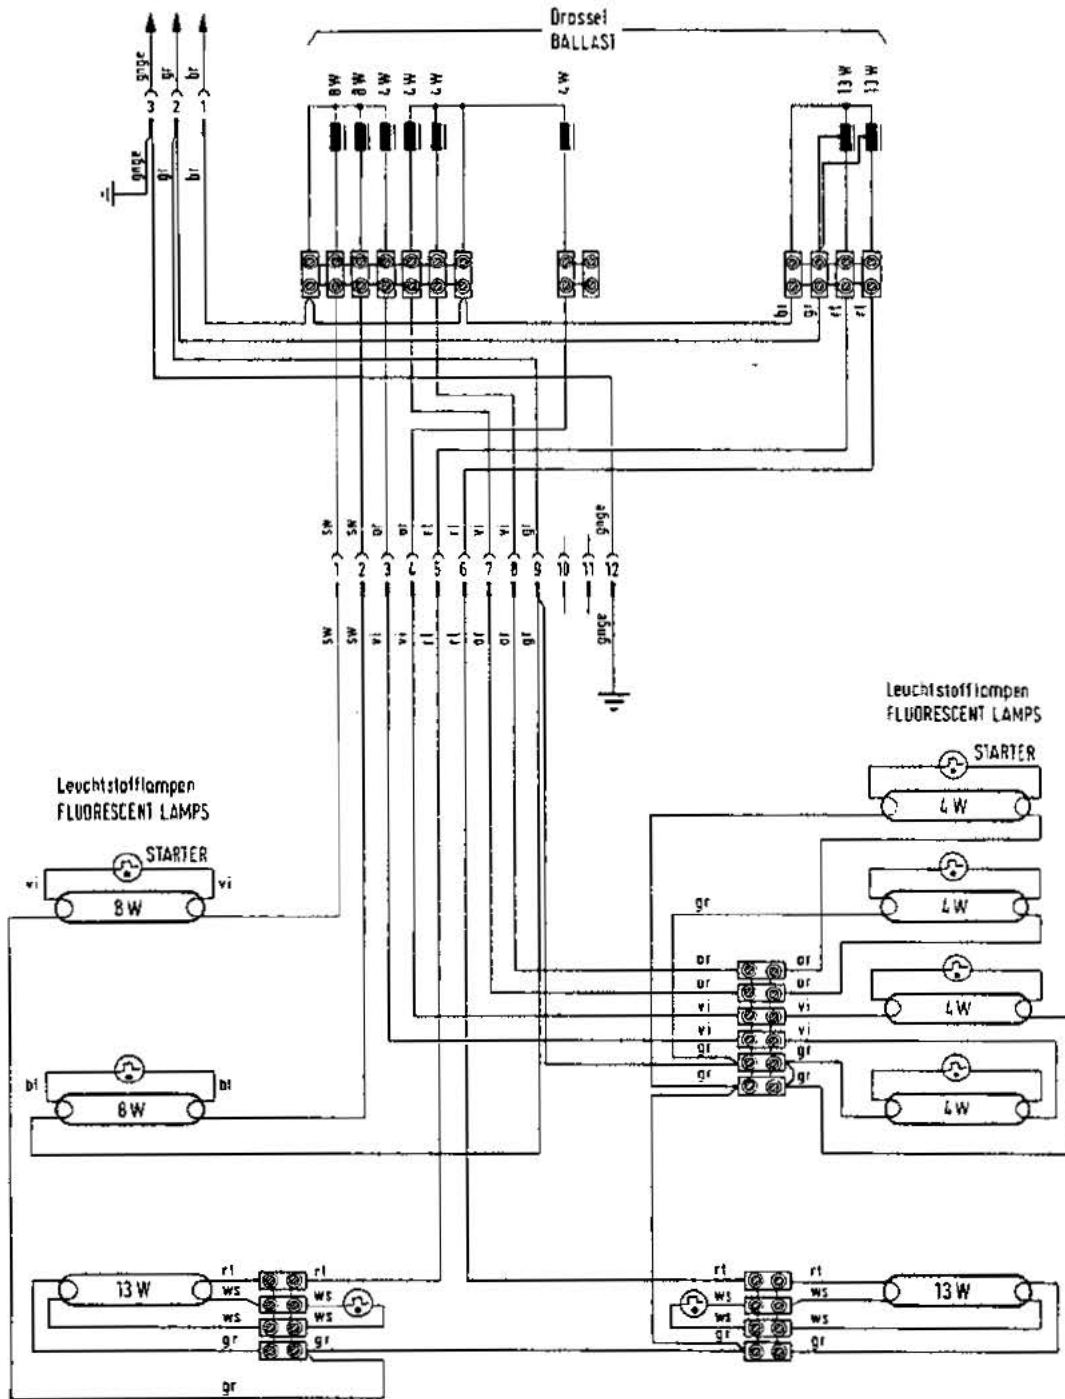 Drossel
BALLAST
gnge gr br
8W 8W 4W 4W 4W 4W 13W 13W
3 2 1
gnge gr br
br gr rt rt
sw sw or or rt rt vi vi gr gnge
1 2 3 4 5 6 7 8 9 10 11 12
sw sw vi vi rt rt or or gr gnge
Leuchtstofflampen
FLUORESCENT LAMPS
STARTER
4W
Leuchtstofflampen
FLUORESCENT LAMPS
STARTER
vi vi
8W
gr
4W
or or
or or
vi vi
4W
vi vi
gr gr
gr gr
4W
bl bl
8W
rt rt
13W
ws ws
ws ws
gr gr
gr
rt rt
ws ws
13W
ws ws
gr gr